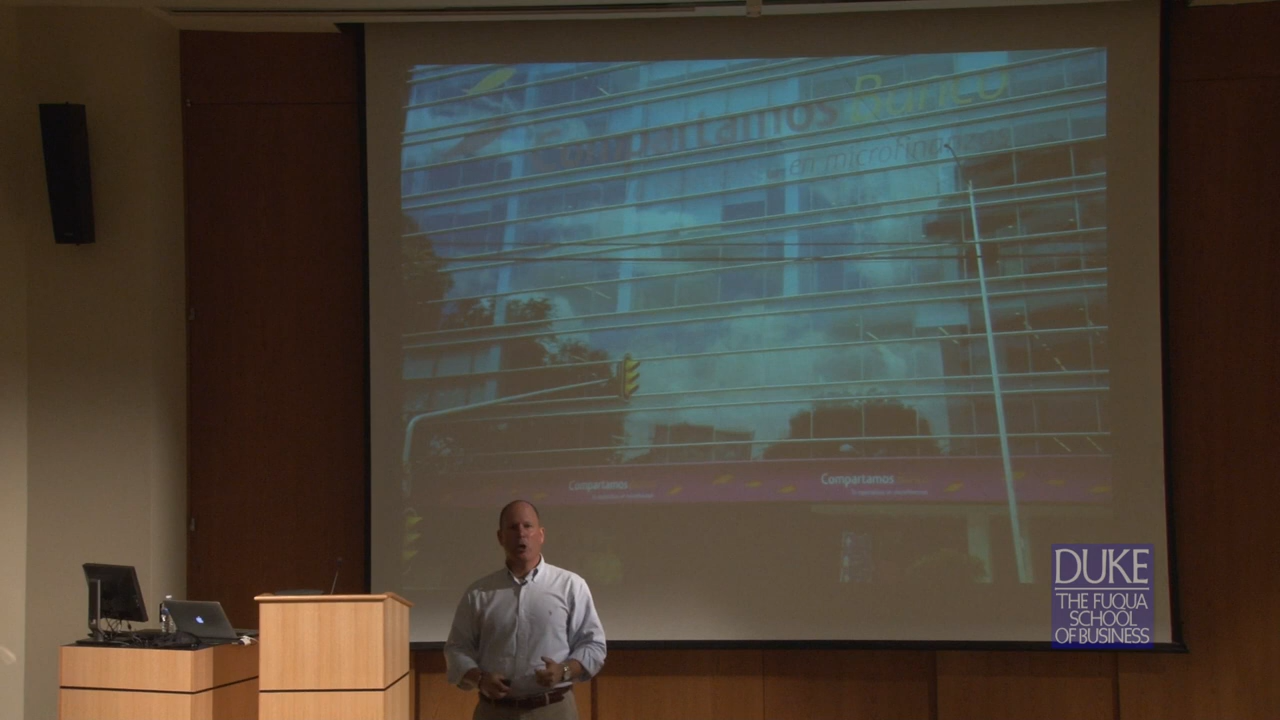 Compartamos Banco
en microfinanzas
Compartamos
Compartamos
DUKE
THE FUQUA
SCHOOL
OF BUSINESS